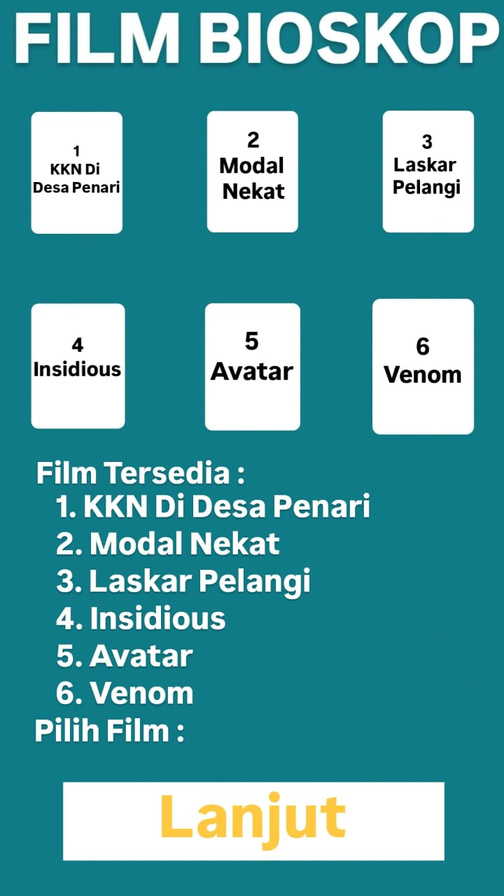 FILM BIOSKOP
1
KKN Di
Desa Penari
2
Modal
Nekat
3
Laskar
Pelangi
4
Insidious
5
Avatar
6
Venom
Film Tersedia :
1. KKN Di Desa Penari
2. Modal Nekat
3. Laskar Pelangi
4. Insidious
5. Avatar
6. Venom
Pilih Film :
Lanjut